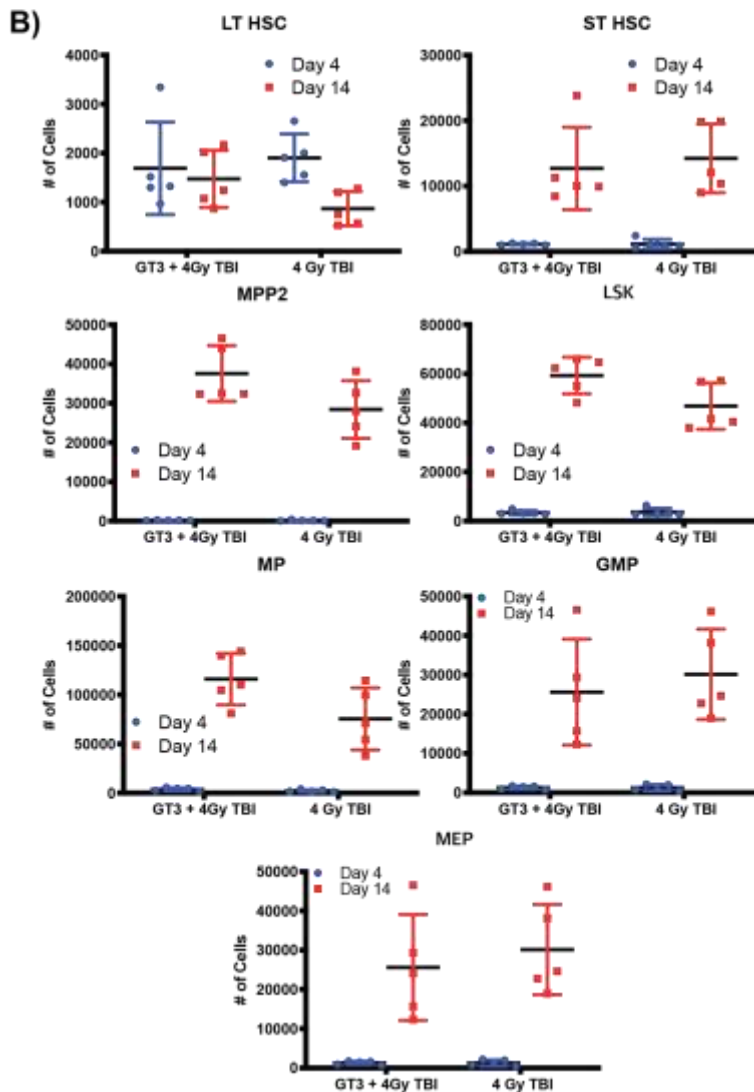 B)
LT HSC
# of Cells
4000
3000
2000
1000
0
Day 4
Day 14
GT3 + 4Gy TBI
4 Gy TBI
ST HSC
# of Cells
30000
20000
10000
0
Day 4
Day 14
GT3 + 4Gy TBI
4 Gy TBI
MPP2
# of Cells
50000
40000
30000
20000
10000
0
Day 4
Day 14
GT3 + 4Gy TBI
4 Gy TBI
LSK
# of Cells
80000
60000
40000
20000
0
Day 4
Day 14
GT3 + 4Gy TBI
4 Gy TBI
MP
# of Cells
200000
150000
100000
50000
0
Day 4
Day 14
GT3 + 4Gy TBI
4 Gy TBI
GMP
# of Cells
50000
40000
30000
20000
10000
0
Day 4
Day 14
GT3 + 4Gy TBI
4 Gy TBI
MEP
# of Cells
50000
40000
30000
20000
10000
0
Day 4
Day 14
GT3 + 4Gy TBI
4 Gy TBI